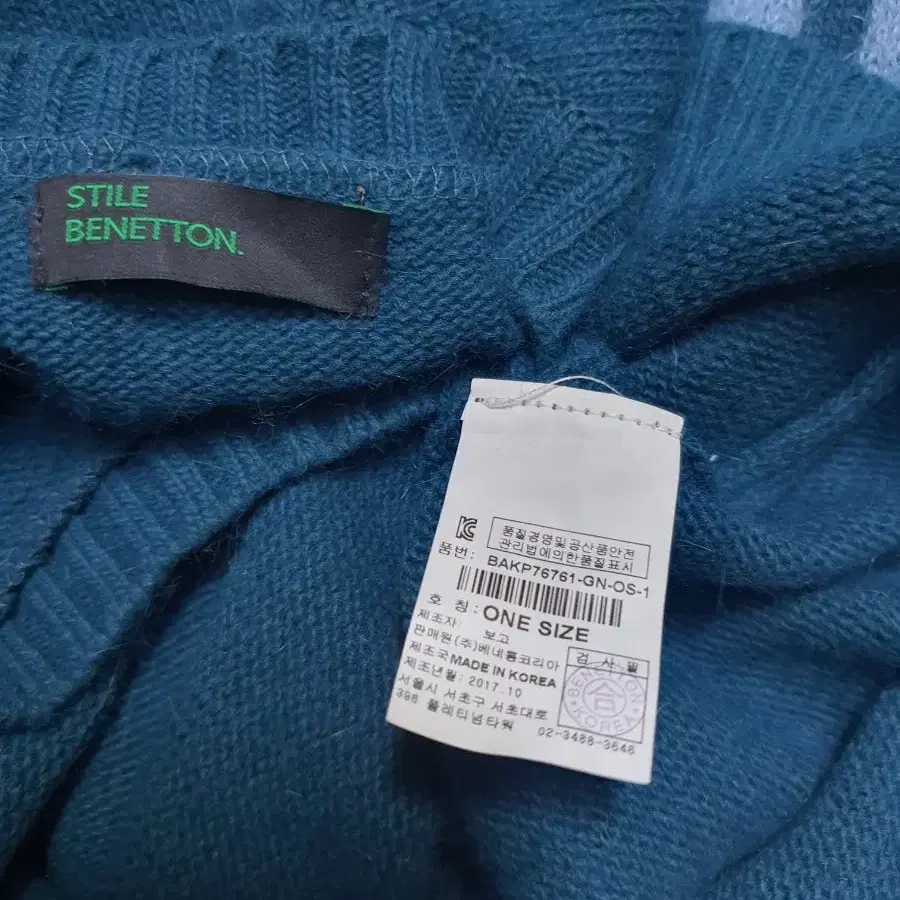 STILE
BENETTON.
품질경영및공산품안전
관리법에의한품질표시
품번: BAKP76761-GN-OS-1
호 칭: ONE SIZE
제조자: 보고
판매원 (주)베네통코리아
제조국 MADE IN KOREA
제조년월: 2017.10
서울시 서초구 서초대로
398 플래티넘타워
02-3488-3646
검 사 필
BENETTON
합
KOREA